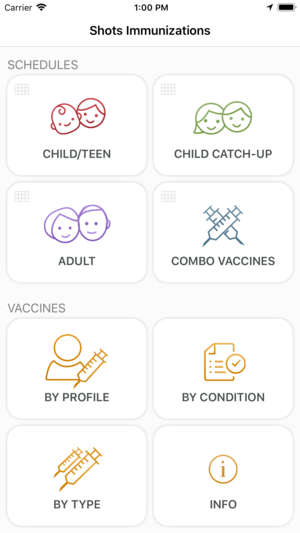 Carrier 1:00 PM
Shots Immunizations
SCHEDULES
CHILD/TEEN CHILD CATCH-UP
ADULT COMBO VACCINES
VACCINES
BY PROFILE BY CONDITION
BY TYPE INFO